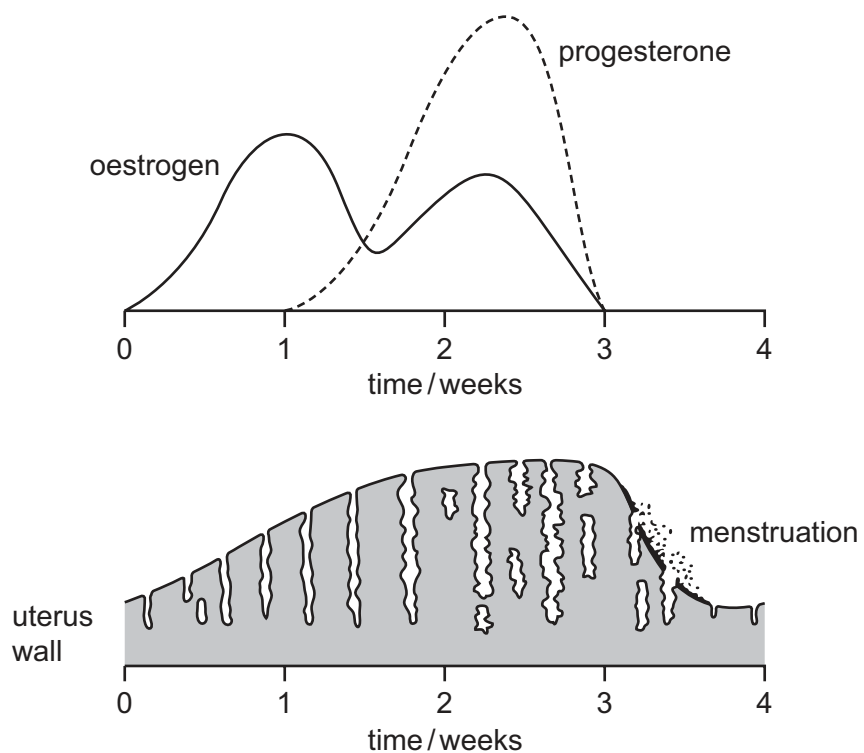 progesterone
oestrogen
0 1 2 3 4
time / weeks
menstruation
uterus
wall
0 1 2 3 4
time / weeks